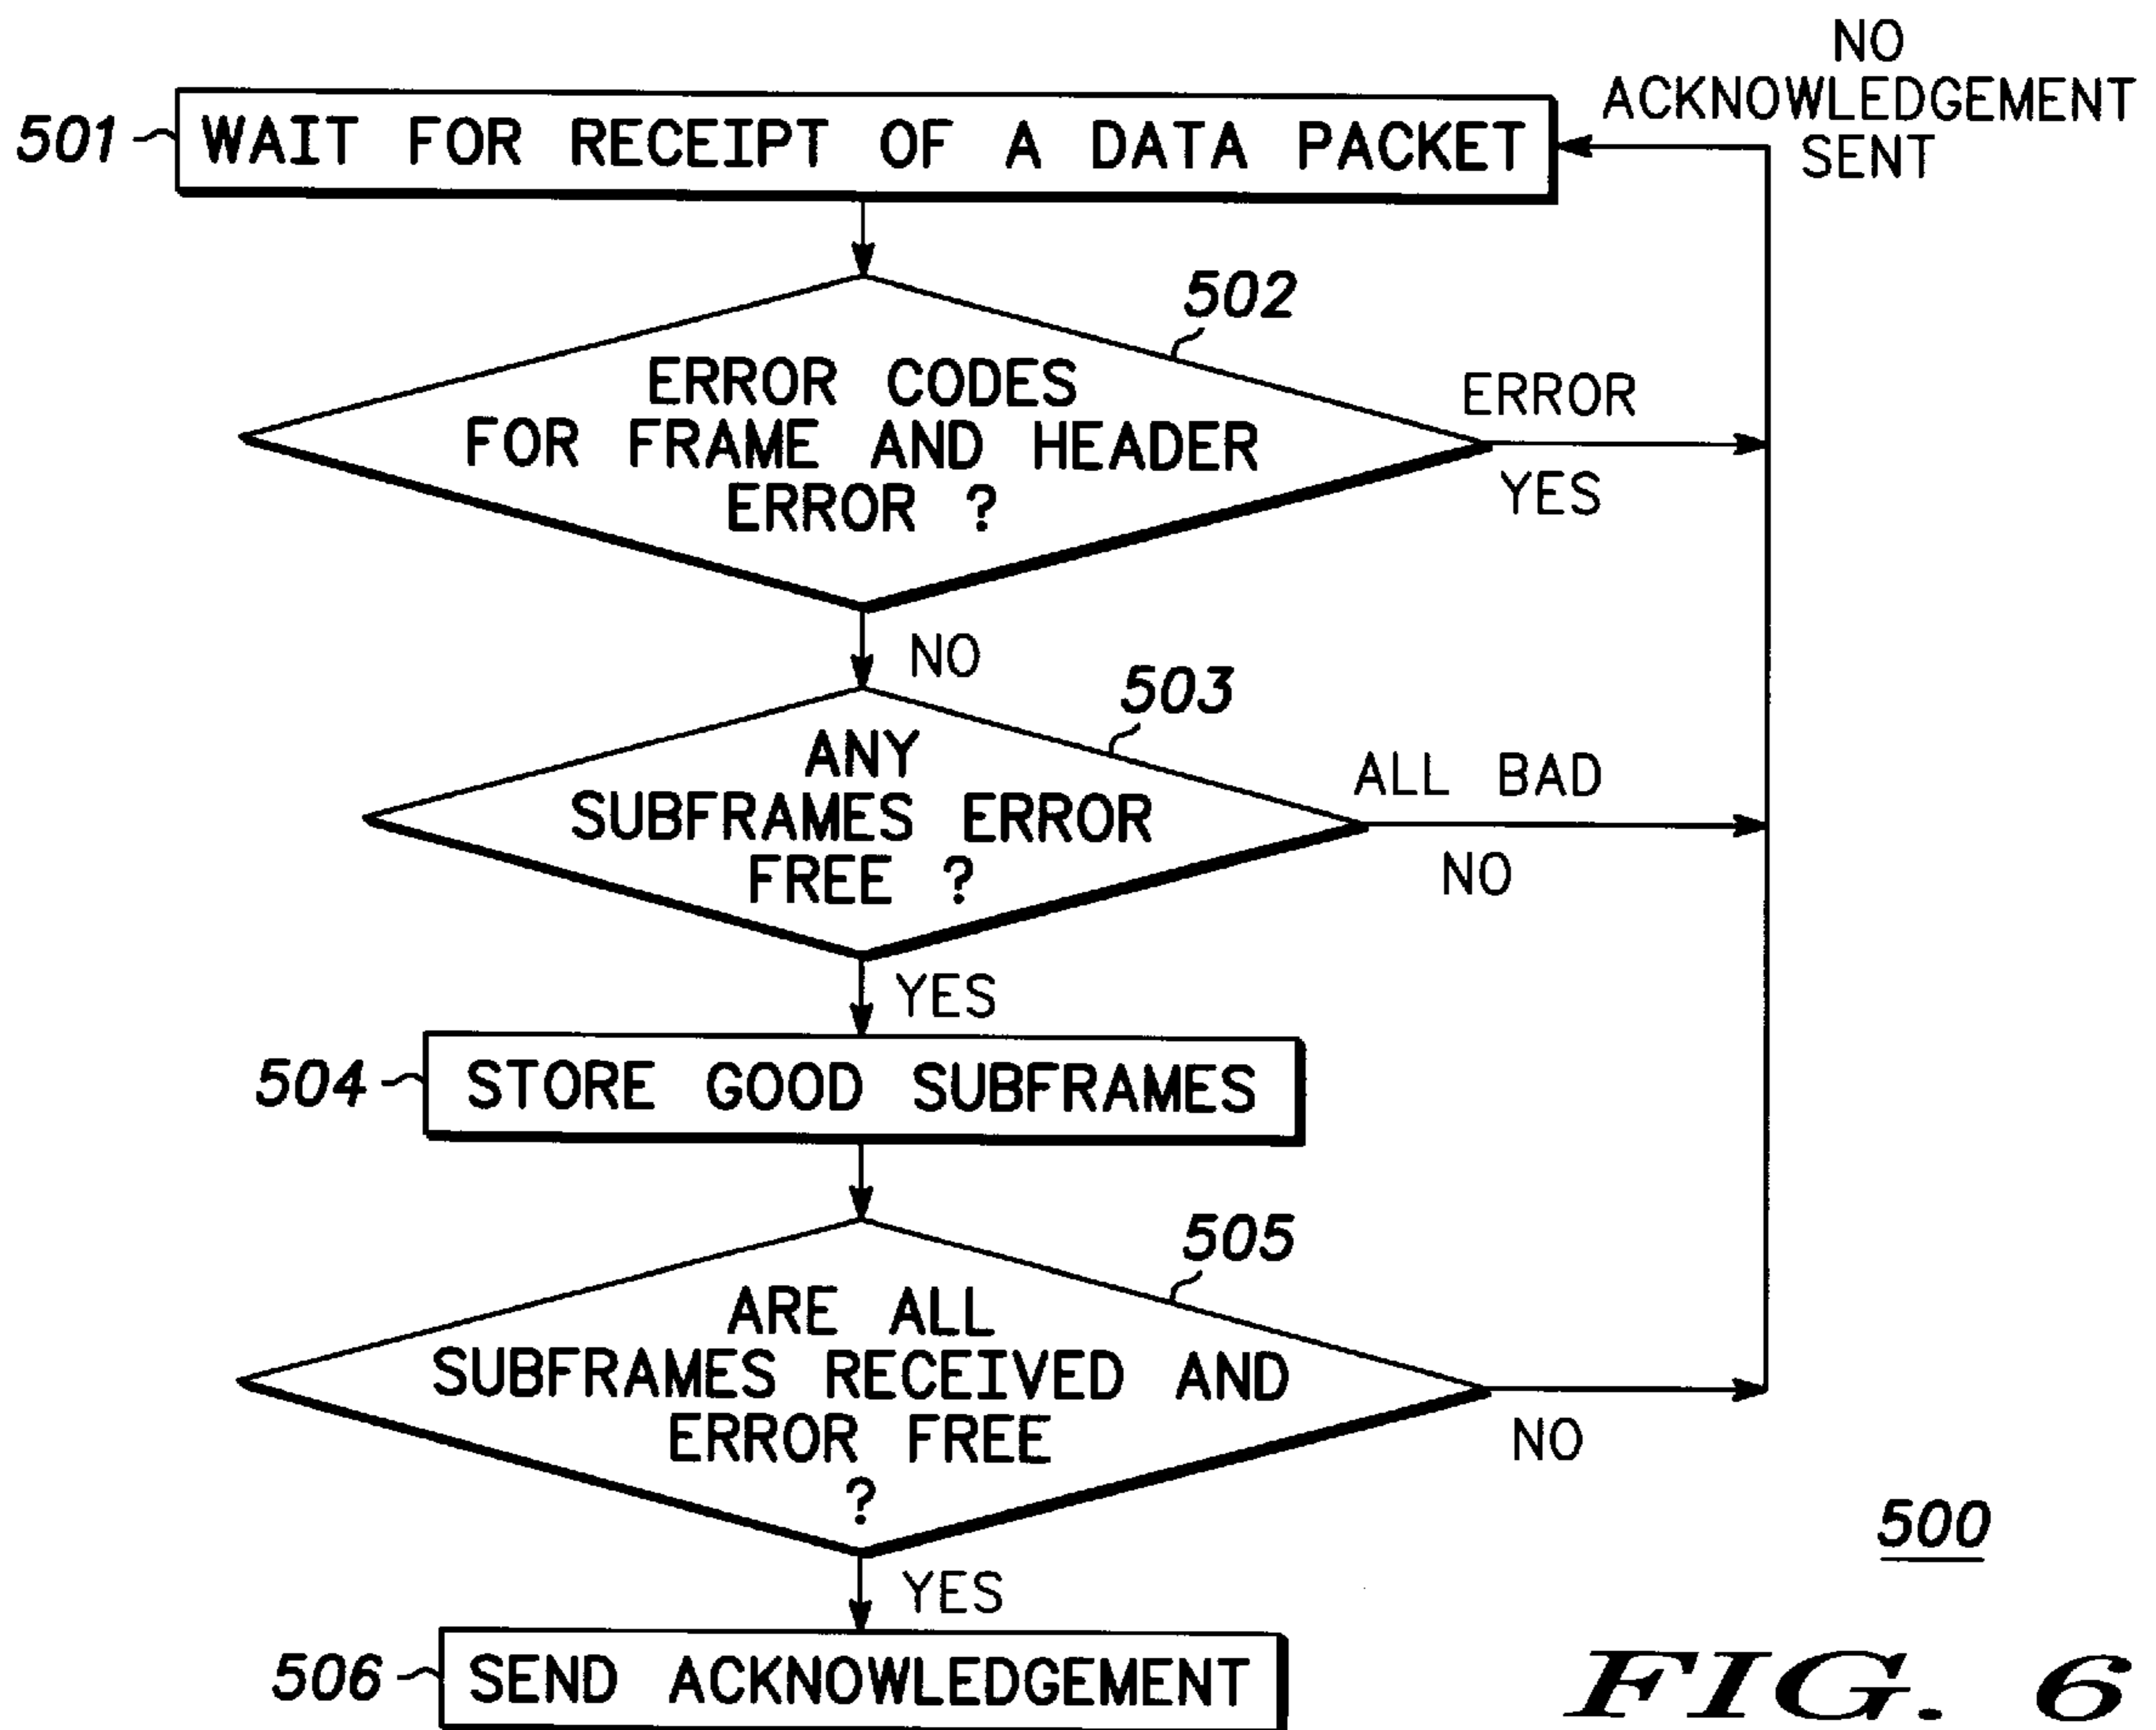 NO
ACKNOWLEDGEMENT
SENT
501
WAIT FOR RECEIPT OF A DATA PACKET
502
ERROR CODES
FOR FRAME AND HEADER
ERROR ?
ERROR
YES
NO
503
ANY
SUBFRAMES ERROR
FREE ?
ALL BAD
NO
YES
504
STORE GOOD SUBFRAMES
505
ARE ALL
SUBFRAMES RECEIVED AND
ERROR FREE
?
NO
500
YES
506
SEND ACKNOWLEDGEMENT
FIG. 6